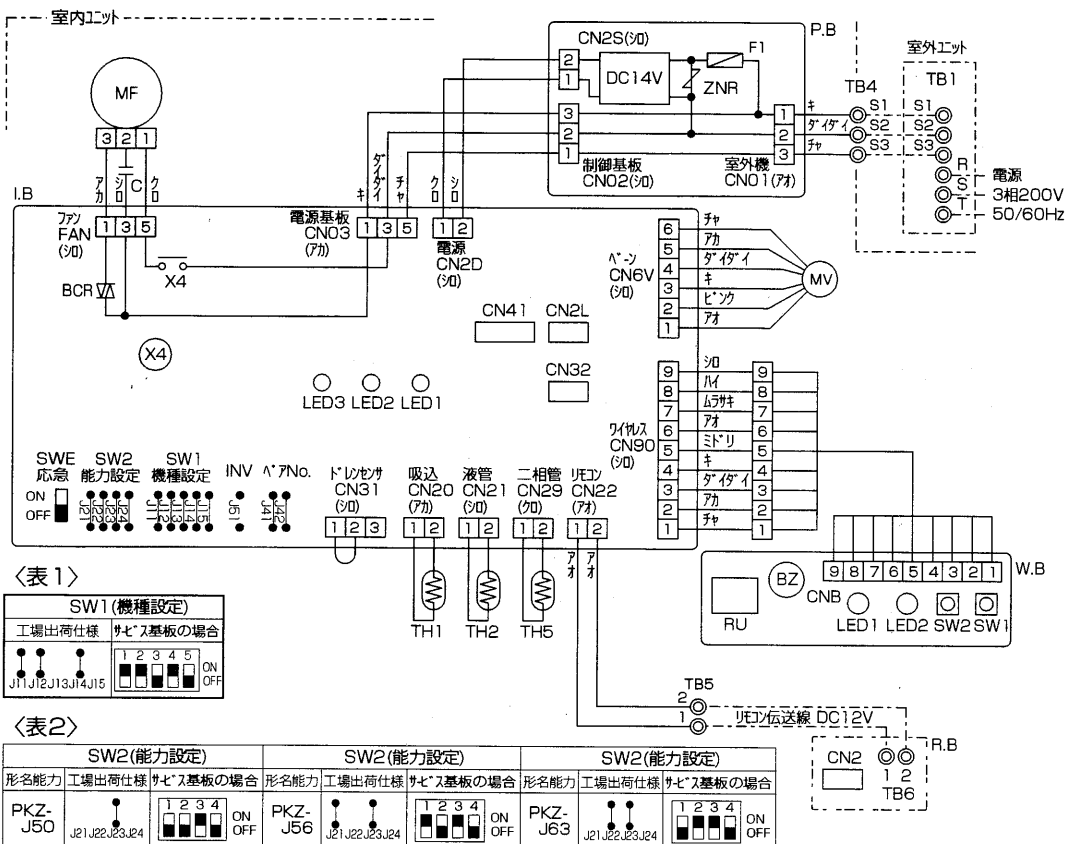 室内ユニット
P.B
CN2S(シロ)
F1
室外ユニット
2
1
DC14V
ZNR
TB4
TB1
MF
3 2 1
3
2
1
1
2
3
キ
ダイダイ
チャ
S1
S2
S3
S1
S2
S3
R
S
T
電源
3相200V
50/60Hz
制御基板
CN02(シロ)
室外機
CN01(アオ)
アカ
シロ
C
クロ
キ
ダイダイ
チャ
クロ
シロ
I.B
ファン
FAN
(シロ)
1 3 5
電源基板
CN03
(アカ)
1 3 5
1 2
電源
CN2D
(シロ)
X4
BCR
X4
CN41
CN2L
CN32
ベーン
CN6V
(シロ)
6 チャ
5 アカ
4 ダイダイ
3 キ
2 ピンク
1 アオ
MV
LED3 LED2 LED1
ワイヤレス
CN90
(シロ)
9 シロ 9
8 ハイ 8
7 ムラサキ 7
6 アオ 6
5 ミドリ 5
4 キ 4
3 ダイダイ 3
2 アカ 2
1 チャ 1
SWE
応急
ON
OFF
SW2
能力設定
J21 J22 J23 J24
SW1
機種設定
J11 J12 J13 J14 J15
INV
J61
ペアNo.
J41 J42
ドレンセンサ
CN31
(シロ)
1 2 3
吸込
CN20
(アカ)
1 2
液管
CN21
(シロ)
1 2
二相管
CN29
(クロ)
1 2
リモコン
CN22
(アオ)
1 2
アオ
アオ
TH1
TH2
TH5
RU
BZ
CNB
9 8 7 6 5 4 3 2 1
W.B
LED1 LED2 SW2 SW1
TB5
2
1
リモコン伝送線 DC12V
R.B
CN2
1 2
TB6
〈表1〉
SW1(機種設定)
工場出荷仕様 サービス基板の場合
J11J12J13J14J15
1 2 3 4 5
ON
OFF
〈表2〉
SW2(能力設定) SW2(能力設定) SW2(能力設定)
形名能力 工場出荷仕様 サービス基板の場合 形名能力 工場出荷仕様 サービス基板の場合 形名能力 工場出荷仕様 サービス基板の場合
PKZ-
J50
J21J22J23J24
1 2 3 4
ON
OFF
PKZ-
J56
J21J22J23J24
1 2 3 4
ON
OFF
PKZ-
J63
J21J22J23J24
1 2 3 4
ON
OFF